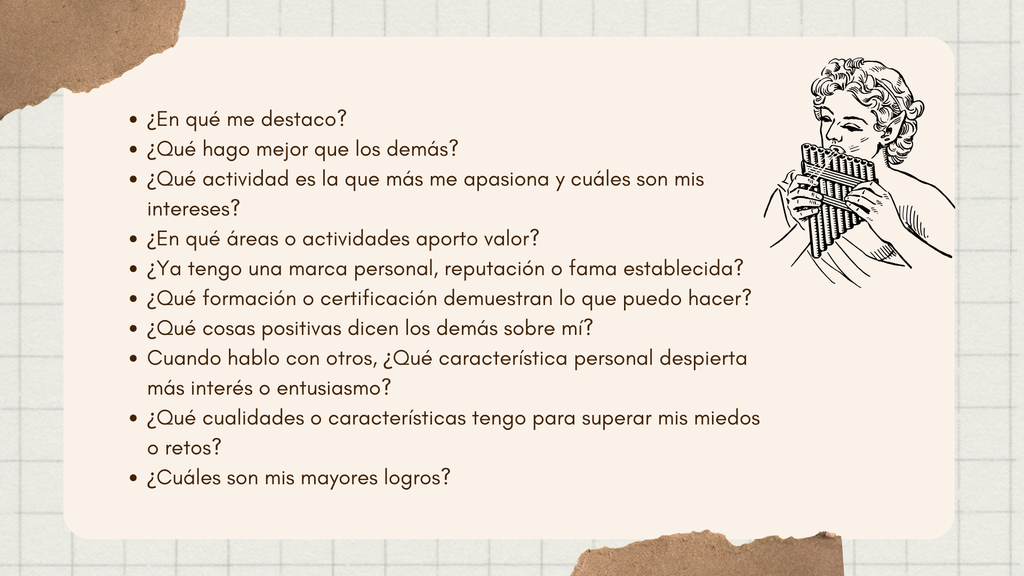 • ¿En qué me destaco?
• ¿Qué hago mejor que los demás?
• ¿Qué actividad es la que más me apasiona y cuáles son mis
intereses?
• ¿En qué áreas o actividades aporto valor?
• ¿Ya tengo una marca personal, reputación o fama establecida?
• ¿Qué formación o certificación demuestran lo que puedo hacer?
• ¿Qué cosas positivas dicen los demás sobre mí?
• Cuando hablo con otros, ¿Qué característica personal despierta
más interés o entusiasmo?
• ¿Qué cualidades o características tengo para superar mis miedos
o retos?
• ¿Cuáles son mis mayores logros?